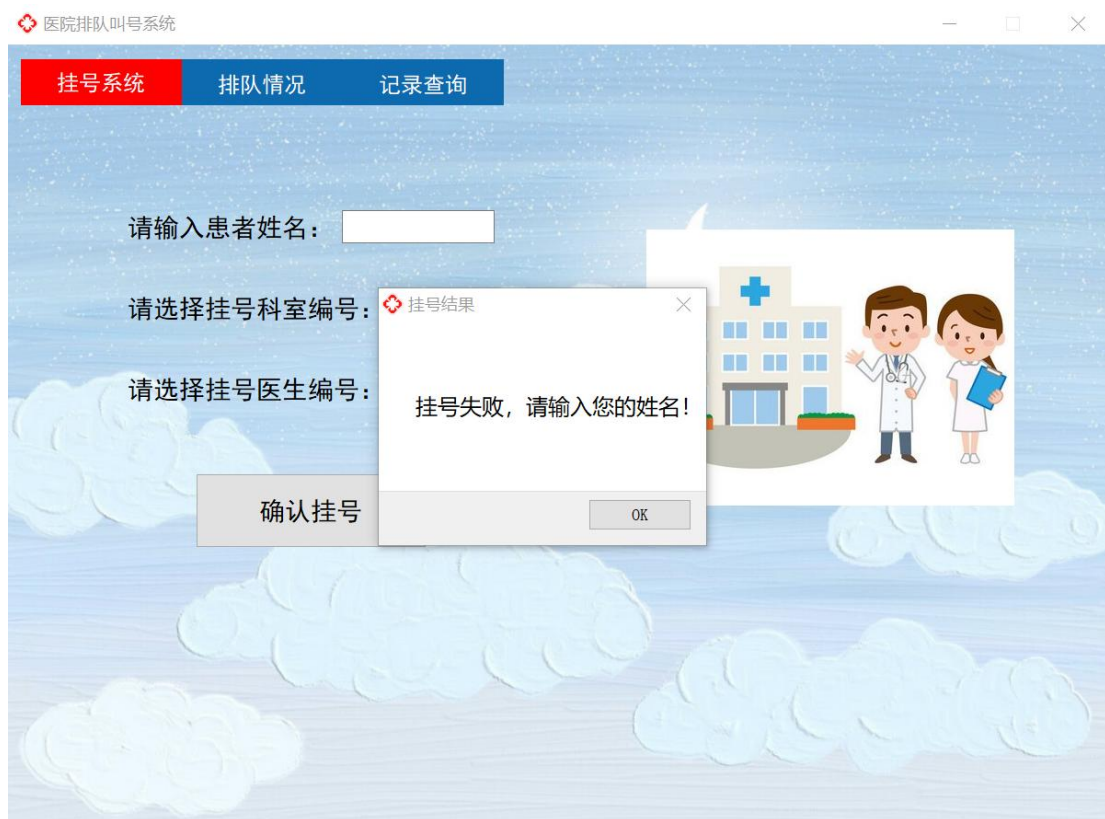 医院排队叫号系统
挂号系统 排队情况 记录查询
请输入患者姓名：
请选择挂号科室编号：
挂号结果
请选择挂号医生编号：
挂号失败，请输入您的姓名！
确认挂号
OK